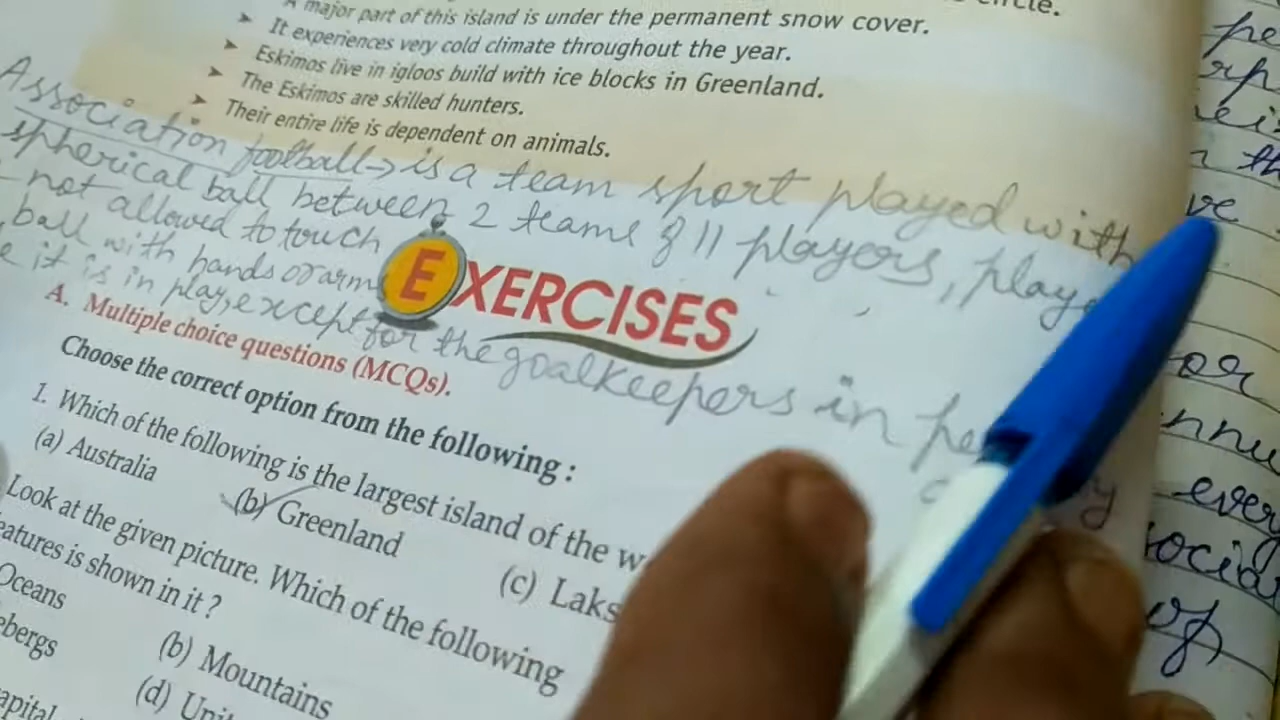 circle.
A major part of this island is under the permanent snow cover.
➤ It experiences very cold climate throughout the year.
➤ Eskimos live in igloos build with ice blocks in Greenland.
➤ The Eskimos are skilled hunters.
➤ Their entire life is dependent on animals.
Association football→ is a team sport played with
spherical ball between 2 teams of 11 players,
not allowed to touch
ball with hands or arms
it is in play, except for the goalkeepers in
EXERCISES
A. Multiple choice questions (MCQs).
Choose the correct option from the following :
1. Which of the following is the largest island of the
(a) Australia
(b) Greenland
(c)
Look at the given picture. Which of the following
is shown in it ?
Oceans
(b) Mountains
(d)
or
of